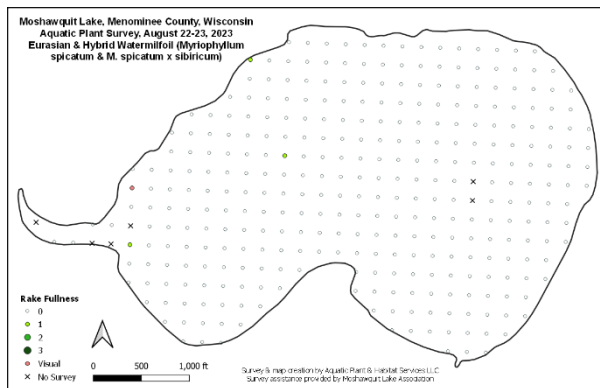 Moshawquit Lake, Menominee County, Wisconsin
Aquatic Plant Survey, August 22-23, 2023
Eurasian & Hybrid Watermilfoil (Myriophyllum
spicatum & M. spicatum x sibiricum)
Rake Fullness
0
1
2
3
Visual
No Survey
0 500 1,000 ft
Survey & map creation by Aquatic Plant & Habitat Services LLC
Survey assistance provided by Moshawquit Lake Association